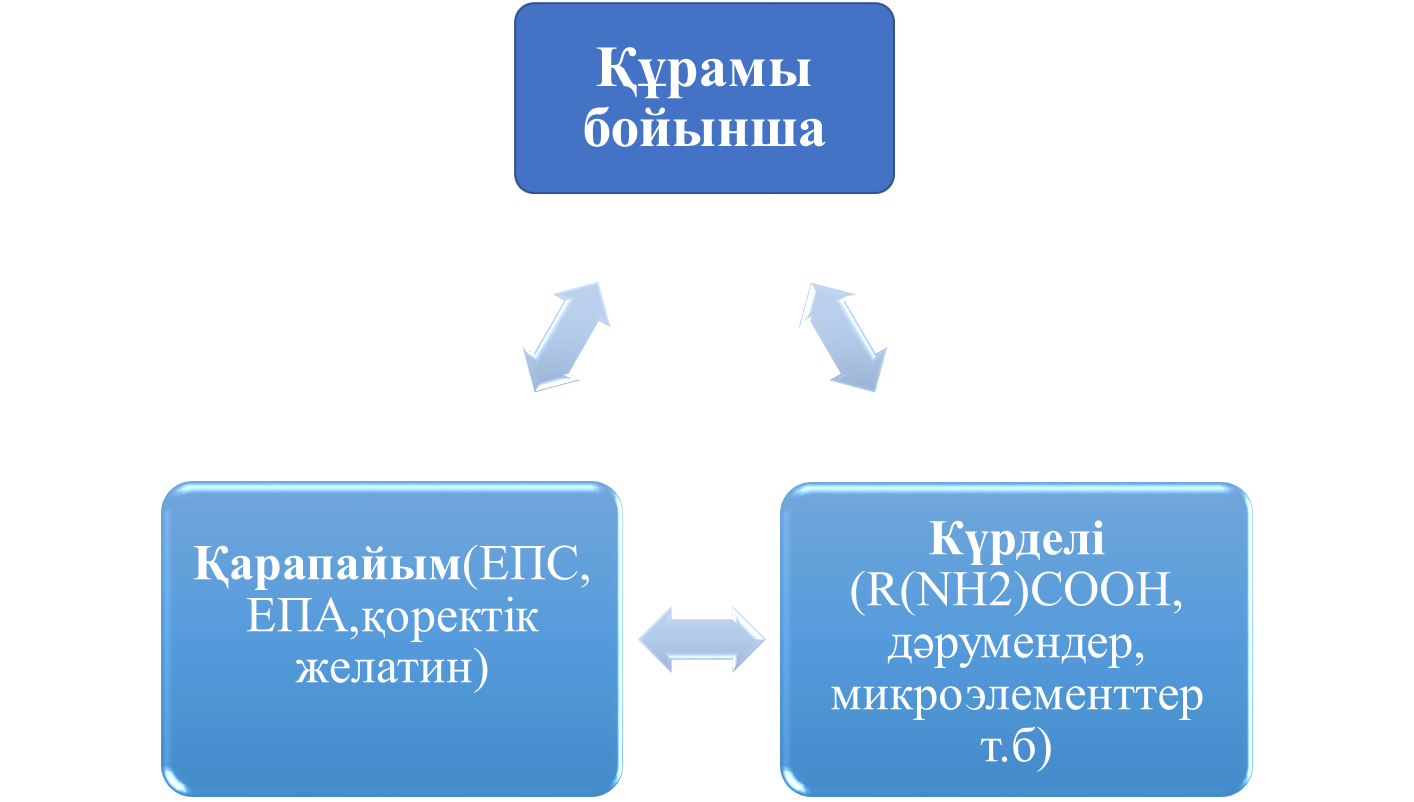 Құрамы
бойынша
Қарапайым(ЕПС,
ЕПА,қоректік
желатин)
Күрделі
(R(NH2)COOH,
дәрумендер,
микроэлементтер
т.б)